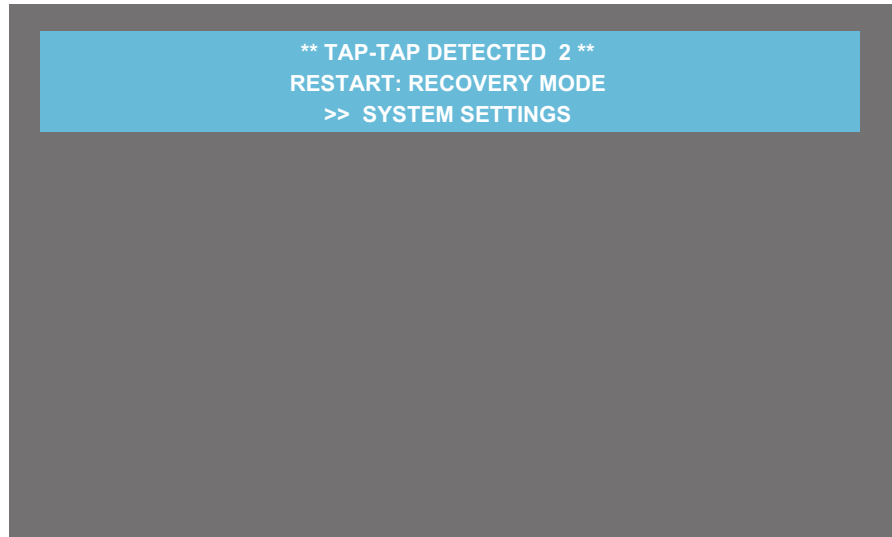 ** TAP-TAP DETECTED  2 **
RESTART: RECOVERY MODE
>>  SYSTEM SETTINGS